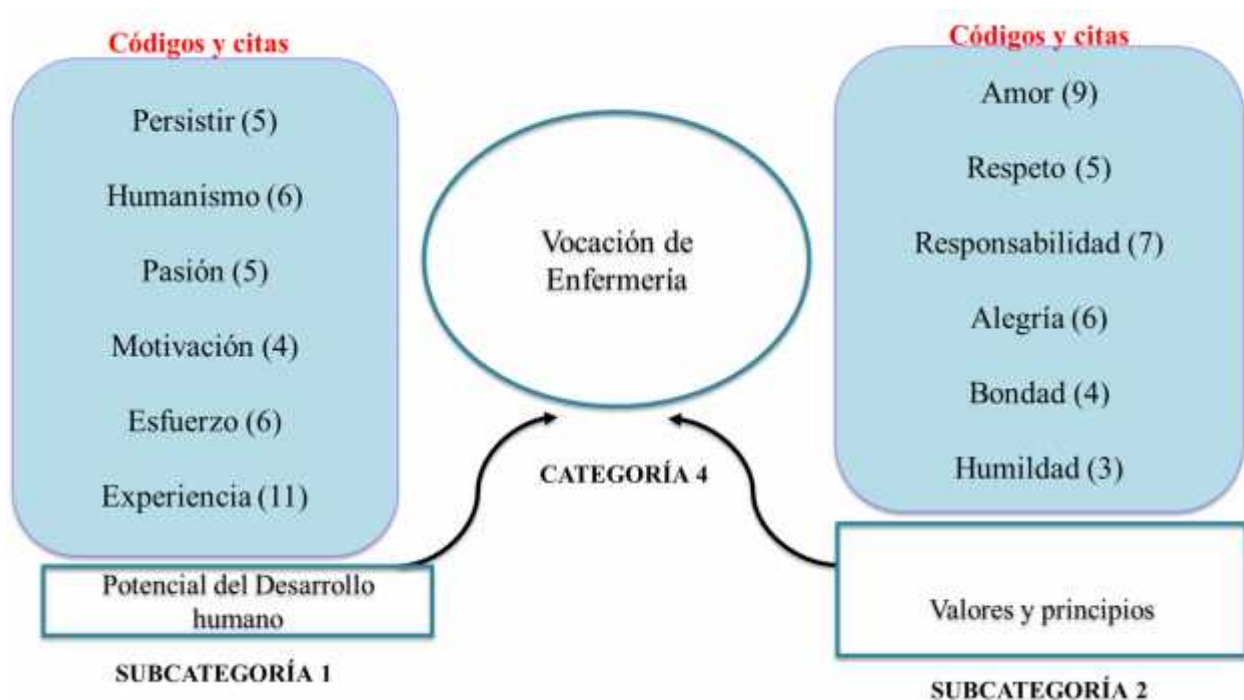 Códigos y citas
Persistir (5)
Humanismo (6)
Pasión (5)
Motivación (4)
Esfuerzo (6)
Experiencia (11)
Potencial del Desarrollo
humano
SUBCATEGORÍA 1
Vocación de
Enfermería
CATEGORÍA 4
Códigos y citas
Amor (9)
Respeto (5)
Responsabilidad (7)
Alegría (6)
Bondad (4)
Humildad (3)
Valores y principios
SUBCATEGORÍA 2